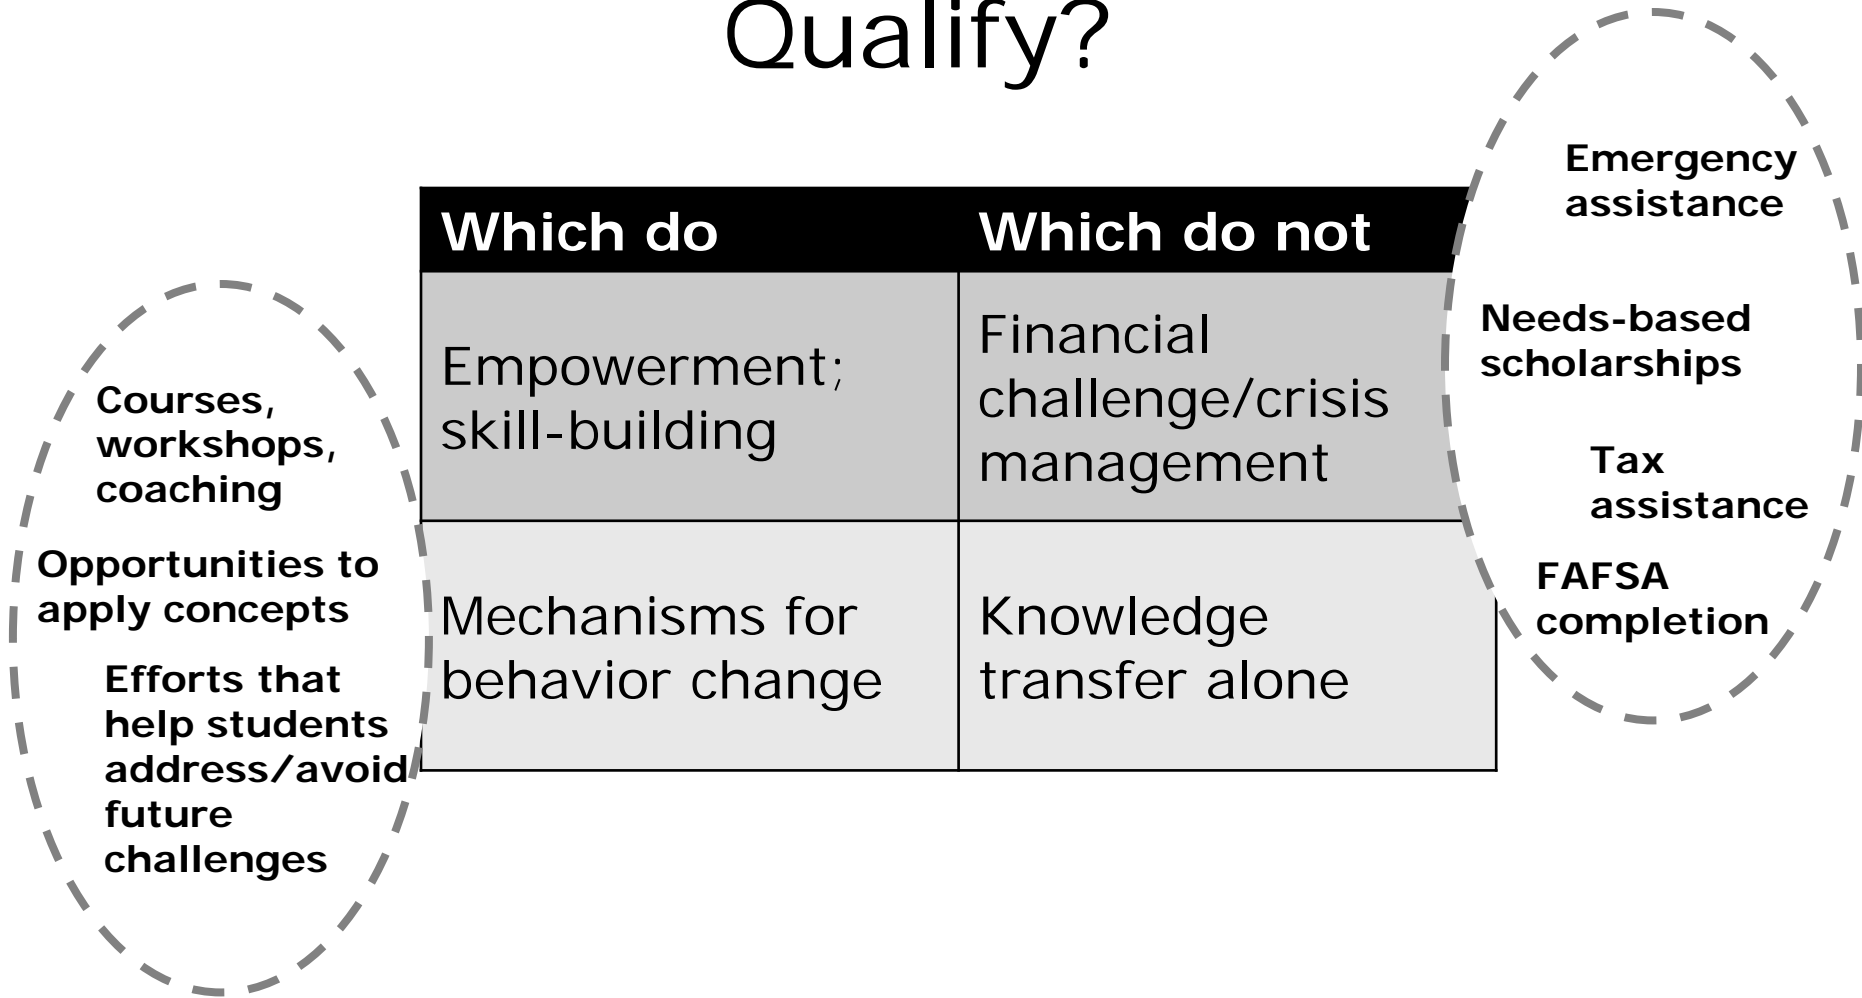 Qualify?
Which do
Which do not
Empowerment;
skill-building
Financial
challenge/crisis
management
Mechanisms for
behavior change
Knowledge
transfer alone
Courses,
workshops,
coaching
Opportunities to
apply concepts
Efforts that
help students
address/avoid
future
challenges
Emergency
assistance
Needs-based
scholarships
Tax
assistance
FAFSA
completion